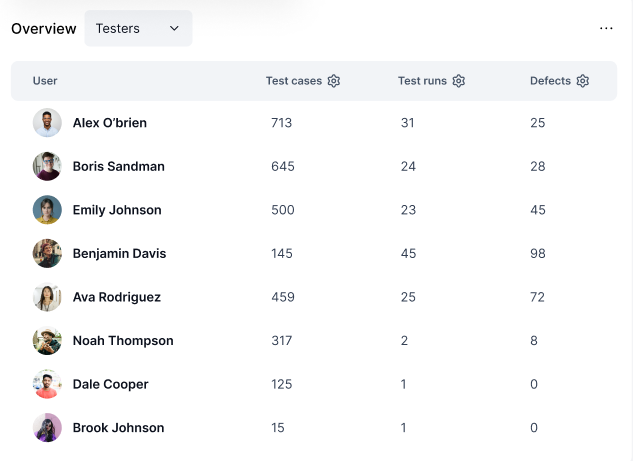 Overview Testers ...
User Test cases Test runs Defects
Alex O’brien 713 31 25
Boris Sandman 645 24 28
Emily Johnson 500 23 45
Benjamin Davis 145 45 98
Ava Rodriguez 459 25 72
Noah Thompson 317 2 8
Dale Cooper 125 1 0
Brook Johnson 15 1 0